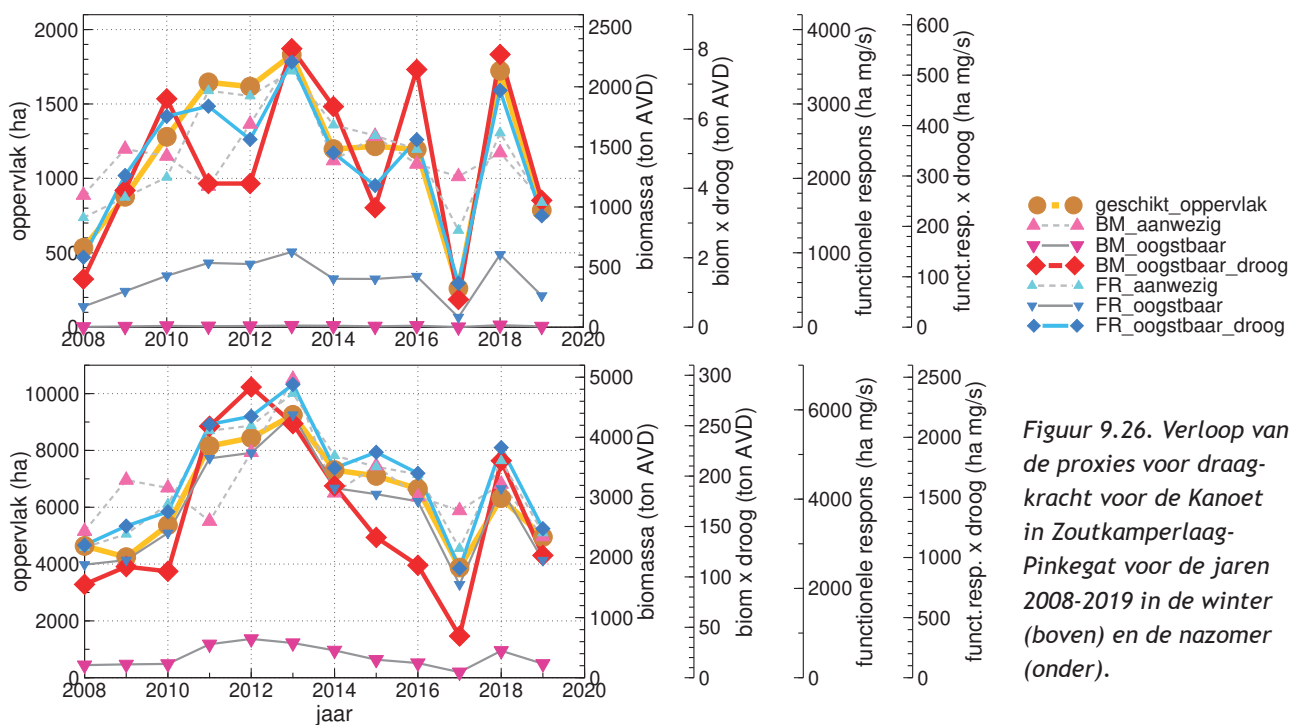 2000
1500
1000
500
0
oppervlak (ha)
2008 2010 2012 2014 2016 2018 2020
2500
2000
1500
1000
500
0
biomassa (ton AVD)
8
6
4
2
0
biom x droog (ton AVD)
4000
3000
2000
1000
0
functionele respons (ha mg/s)
600
500
400
300
200
100
0
funct.resp. x droog (ha mg/s)
geschikt_oppervlak
BM_aanwezig
BM_oogstbaar
BM_oogstbaar_droog
FR_aanwezig
FR_oogstbaar
FR_oogstbaar_droog
10000
8000
6000
4000
2000
0
oppervlak (ha)
2008 2010 2012 2014 2016 2018 2020
jaar
5000
4000
3000
2000
1000
0
biomassa (ton AVD)
300
250
200
150
100
50
0
biom x droog (ton AVD)
6000
4000
2000
0
functionele respons (ha mg/s)
2500
2000
1500
1000
500
0
funct.resp. x droog (ha mg/s)
Figuur 9.26. Verloop van
de proxies voor draag-
kracht voor de Kanoet
in Zoutkamperlaag-
Pinkegat voor de jaren
2008-2019 in de winter
(boven) en de nazomer
(onder).